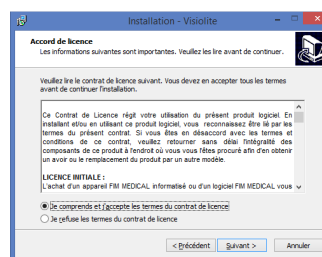 Installation - Visiolite
Accord de licence
Les informations suivantes sont importantes. Veuillez les lire avant de continuer.
Veuillez lire le contrat de licence suivant. Vous devez en accepter tous les termes
avant de continuer l'installation.
Ce Contrat de Licence régit votre utilisation du présent produit logiciel. En
installant et/ou en utilisant ce produit logiciel, vous reconnaissez être lié par les
termes du présent contrat. Si vous êtes en désaccord avec les termes et
conditions de ce contrat, veuillez retourner sans délai l'intégralité des
composants de ce produit à l'endroit où vous vous l'êtes procuré afin d'en obtenir
un avoir ou le remplacement du produit par un autre modèle.
LICENCE INITIALE :
L'achat d'un appareil FIM MEDICAL informatisé ou d'un logiciel FIM MEDICAL vous
Je comprends et j'accepte les termes du contrat de licence
Je refuse les termes du contrat de licence
< Précédent Suivant > Annuler